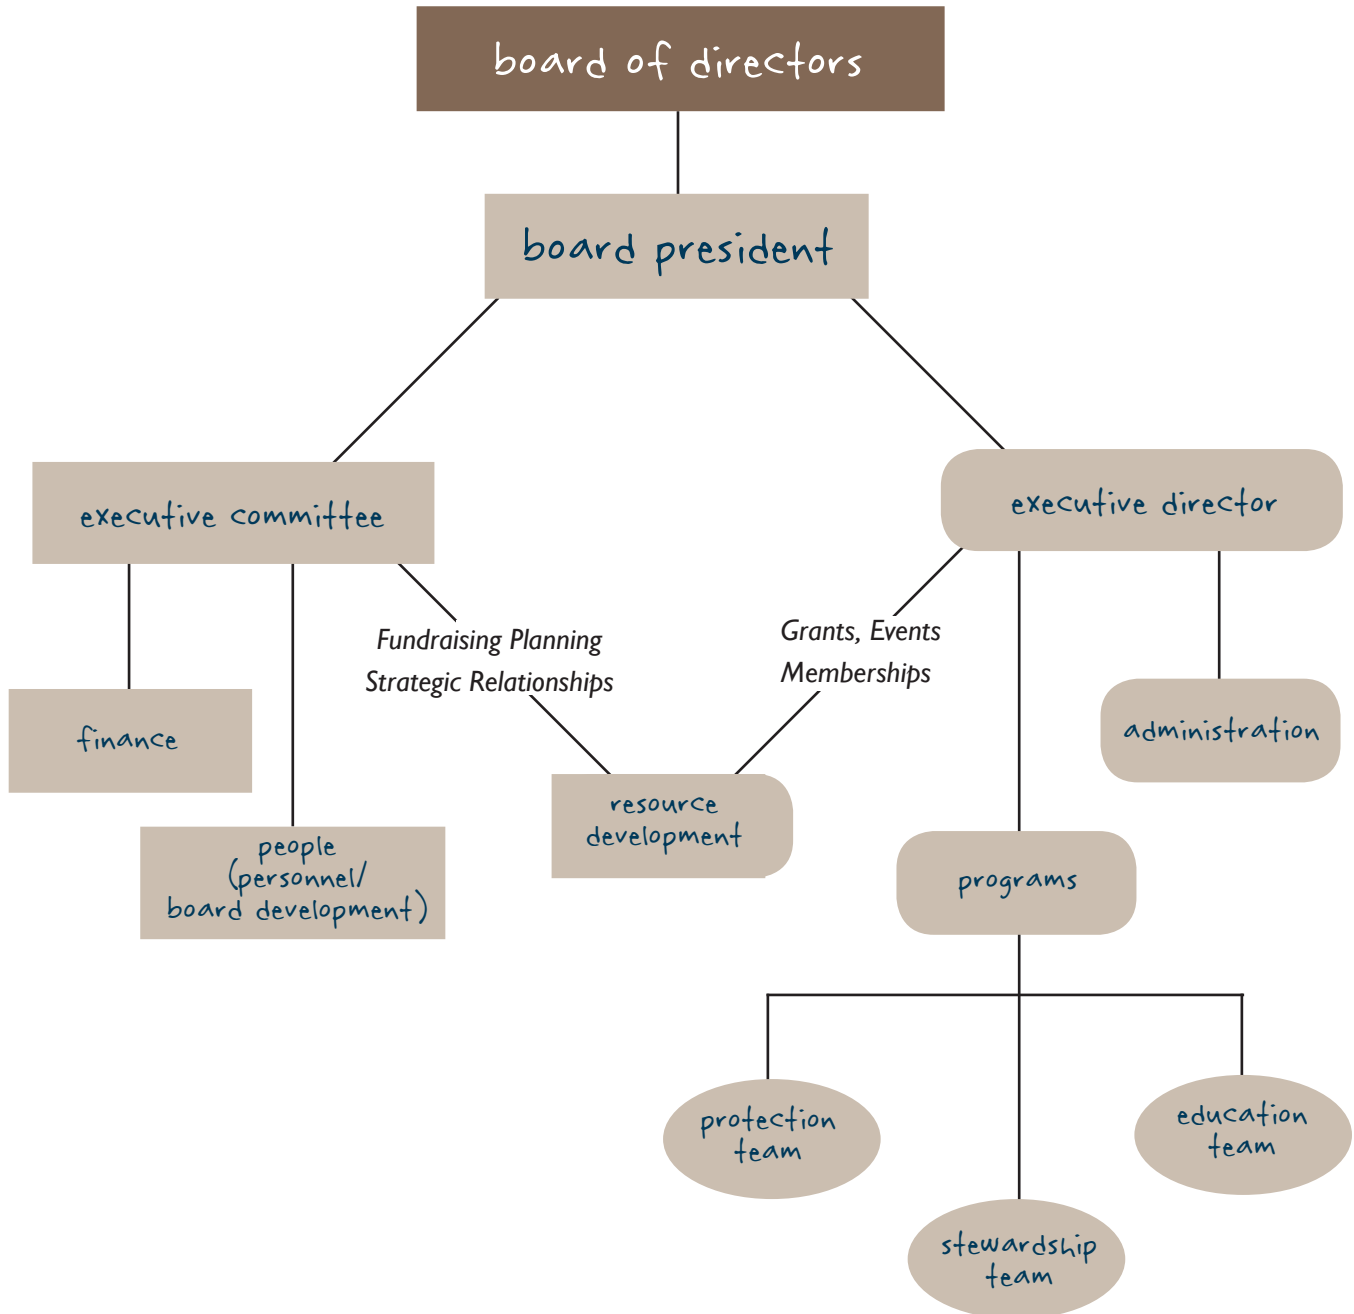 board of directors
board president
executive committee
executive director
Fundraising Planning
Strategic Relationships
Grants, Events
Memberships
finance
administration
people
(personnel/
board development)
resource
development
programs
protection
team
education
team
stewardship
team